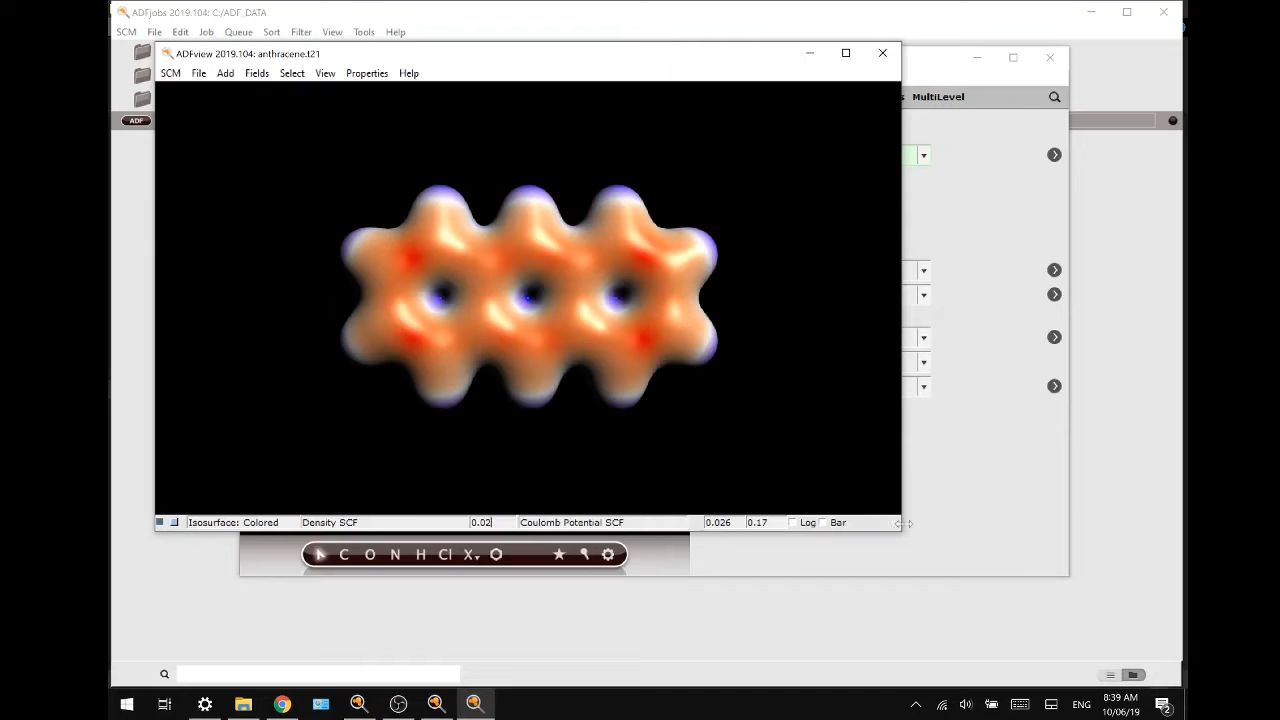 ADFjobs 2019.104: C:/ADF_DATA
SCM File Edit Job Queue Sort Filter View Tools Help
ADFview 2019.104: anthracene.t21
SCM File Add Fields Select View Properties Help
s MultiLevel
ADF
Isosurface: Colored Density SCF 0.02 Coulomb Potential SCF 0.026 0.17 Log Bar
C O N H Cl X
ENG
8:39 AM
10/06/19
2